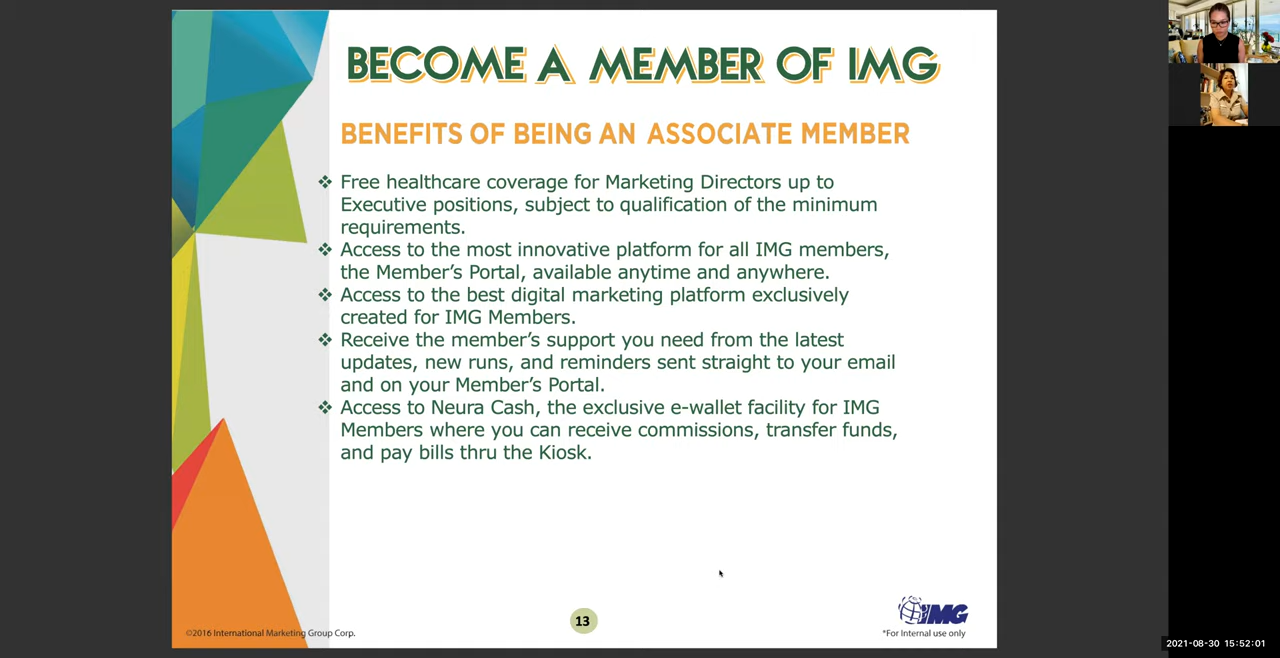 BECOME A MEMBER OF IMG
BENEFITS OF BEING AN ASSOCIATE MEMBER
❖ Free healthcare coverage for Marketing Directors up to
Executive positions, subject to qualification of the minimum
requirements.
❖ Access to the most innovative platform for all IMG members,
the Member’s Portal, available anytime and anywhere.
❖ Access to the best digital marketing platform exclusively
created for IMG Members.
❖ Receive the member’s support you need from the latest
updates, new runs, and reminders sent straight to your email
and on your Member’s Portal.
❖ Access to Neura Cash, the exclusive e-wallet facility for IMG
Members where you can receive commissions, transfer funds,
and pay bills thru the Kiosk.
IMG
13
©2016 International Marketing Group Corp.
*For Internal use only
2021-08-30 15:52:01